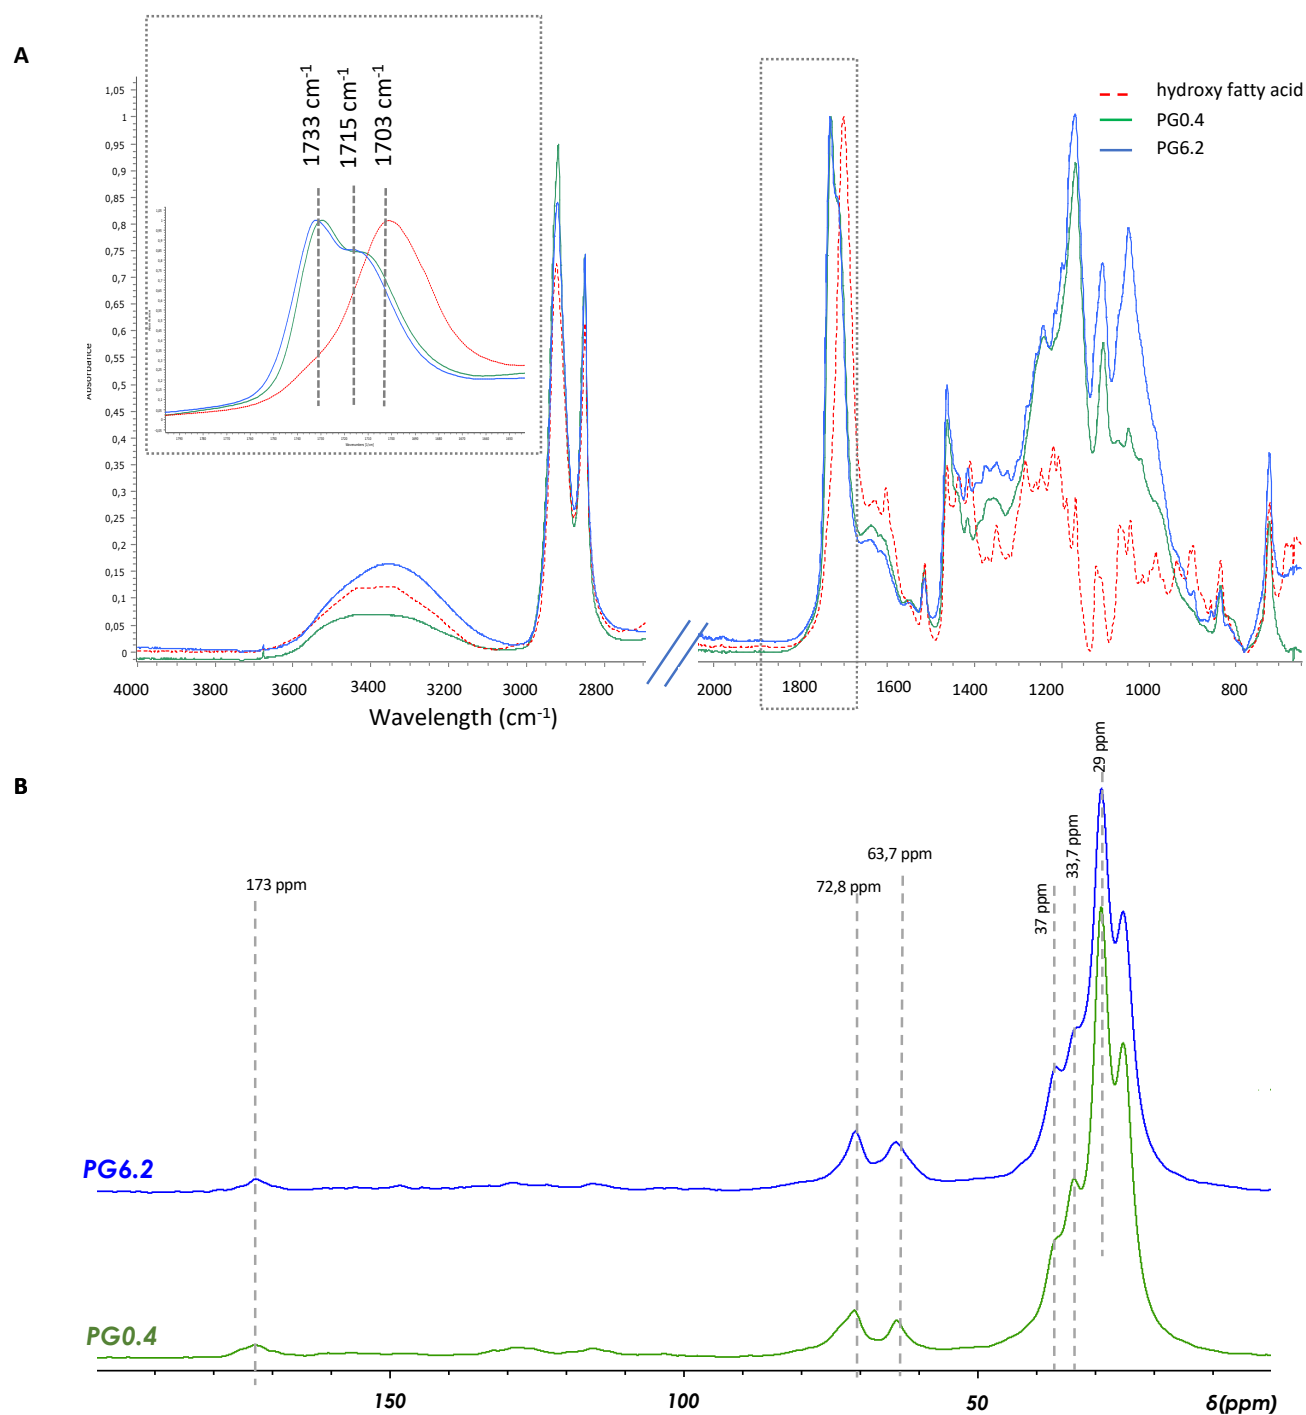 A
1733 cm-1
1715 cm-1
1703 cm-1
hydroxy fatty acid
PG0.4
PG6.2
1,05
1
0,95
0,9
0,85
0,8
0,75
0,7
0,65
0,6
0,55
0,5
0,45
0,4
0,35
0,3
0,25
0,2
0,15
0,1
0,05
0
Absorbance
4000 3800 3600 3400 3200 3000 2800 2000 1800 1600 1400 1200 1000 800
Wavelength (cm-1)
B
29 ppm
33,7 ppm
37 ppm
63,7 ppm
72,8 ppm
173 ppm
PG6.2
PG0.4
150 100 50 δ(ppm)